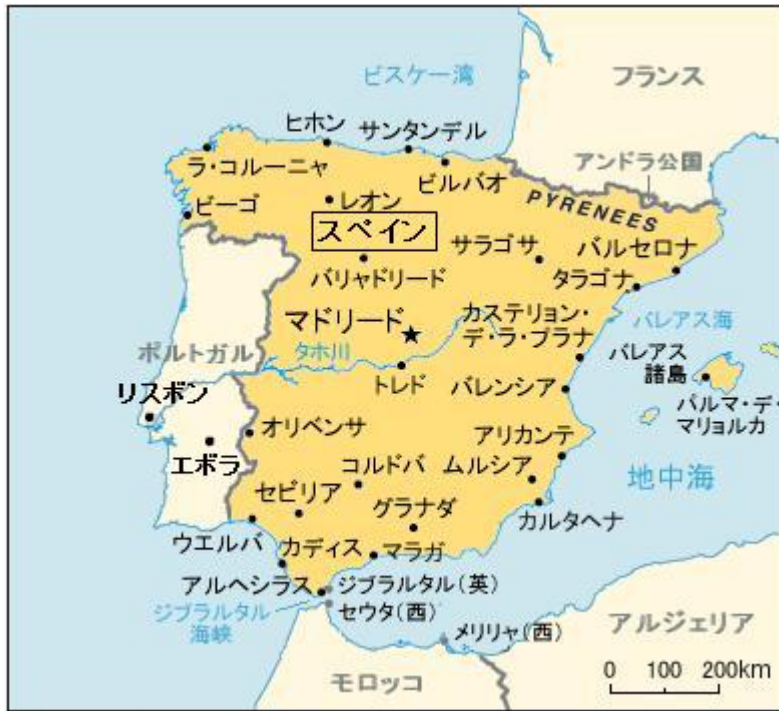 ビスケー湾
フランス
ヒホン
サンタンデル
ラ・コルーニャ
ビルバオ
アンドラ公国
ビーゴ
レオン
PYRENEES
スペイン
サラゴサ
バルセロナ
バリャドリード
タラゴナ
マドリード
カステリョン・
デ・ラ・プラナ
バレアス海
ポルトガル
タホ川
トレド
バレンシア
バレアス
諸島
リスボン
パルマ・デ・
マリョルカ
オリベンサ
アリカンテ
エボラ
コルドバ
ムルシア
地中海
セビリア
グラナダ
カルタヘナ
ウエルバ
カディス
マラガ
アルヘシラス
ジブラルタル(英)
ジブラルタル
海峡
セウタ(西)
メリリャ(西)
アルジェリア
モロッコ
0 100 200km